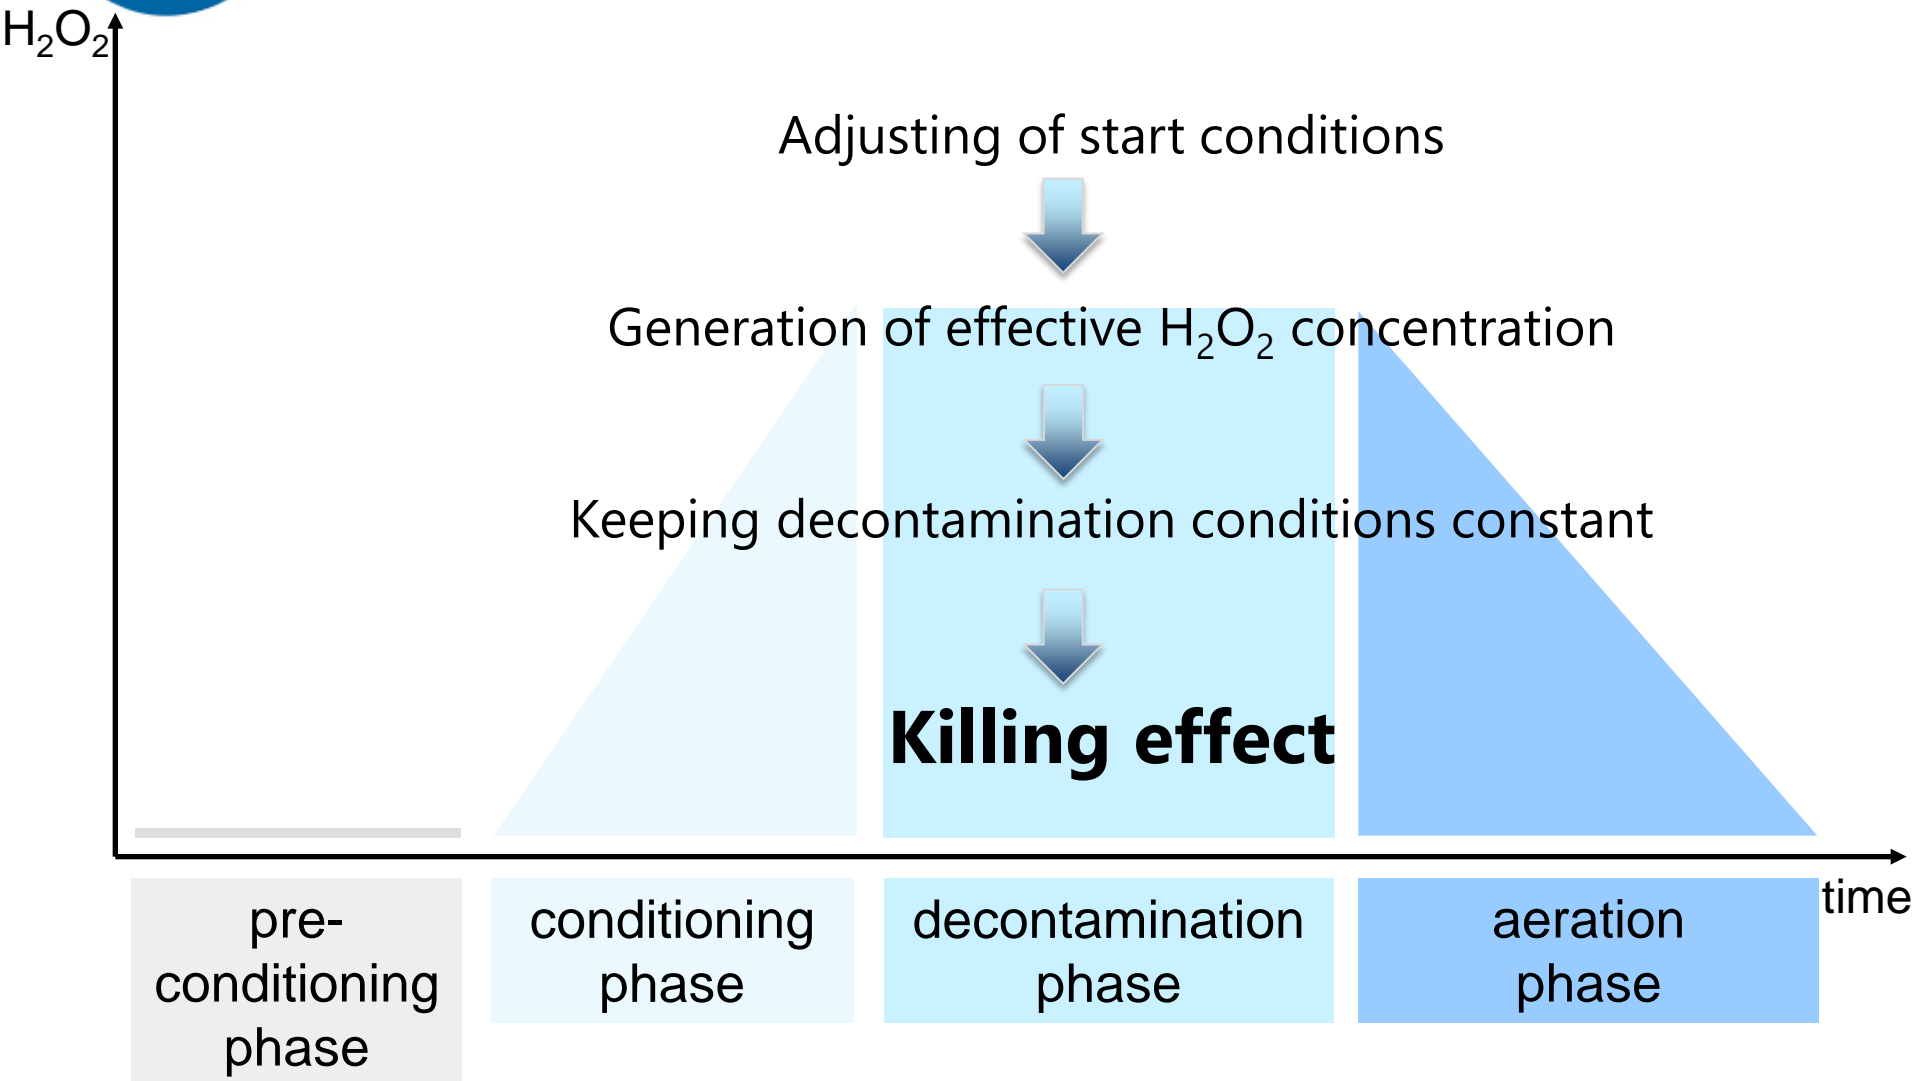 H₂O₂
Adjusting of start conditions
Generation of effective H₂O₂ concentration
Keeping decontamination conditions constant
Killing effect
time
pre-
conditioning
phase
conditioning
phase
decontamination
phase
aeration
phase